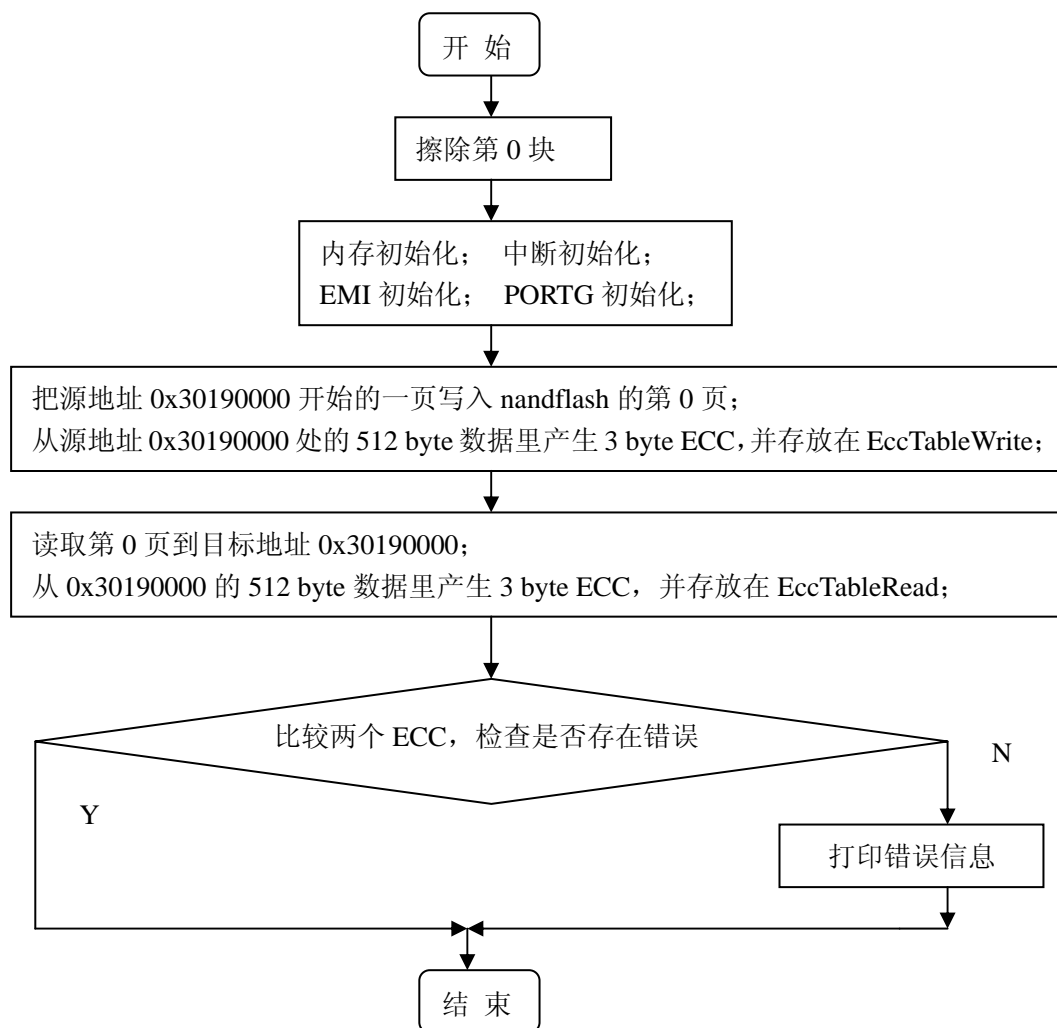 开 始
擦除第 0 块
内存初始化； 中断初始化；
EMI 初始化； PORTG 初始化；
把源地址 0x30190000 开始的一页写入 nandflash 的第 0 页；
从源地址 0x30190000 处的 512 byte 数据里产生 3 byte ECC，并存放在 EccTableWrite；
读取第 0 页到目标地址 0x30190000；
从 0x30190000 的 512 byte 数据里产生 3 byte ECC，并存放在 EccTableRead；
比较两个 ECC，检查是否存在错误
N
Y
打印错误信息
结 束